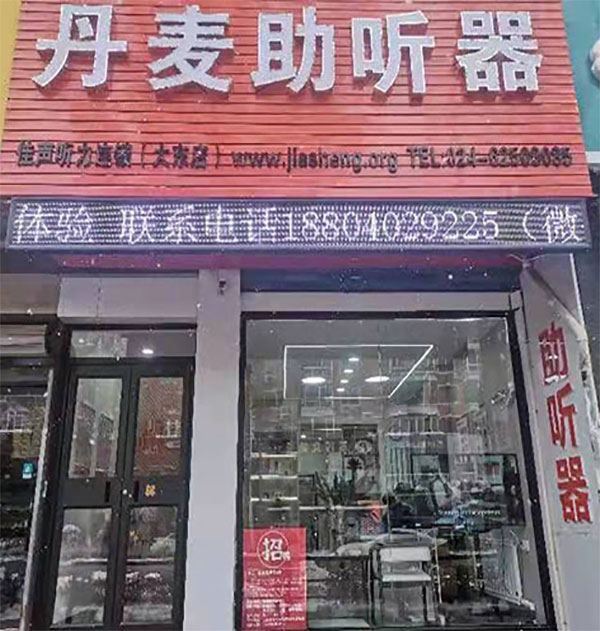 丹麦助听器
佳声听力连锁（大东店）www.jiasheng.org TEL:024-62509085
体验 联系电话18804029225（微
助听器
招聘